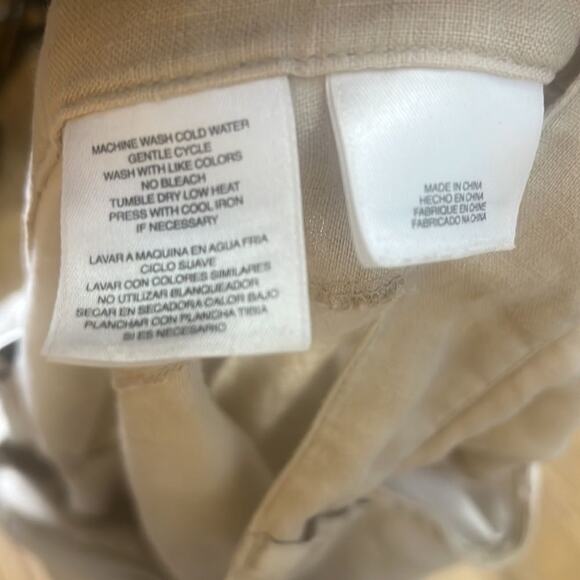 MACHINE WASH COLD WATER
GENTLE CYCLE
WASH WITH LIKE COLORS
NO BLEACH
TUMBLE DRY LOW HEAT
PRESS WITH COOL IRON
IF NECESSARY
LAVAR A MAQUINA EN AGUA FRIA
CICLO SUAVE
LAVAR CON COLORES SIMILARES
NO UTILIZAR BLANQUEADOR
SECAR EN SECADORA CALOR BAJO
PLANCHAR CON PLANCHA TIBIA
SI ES NECESARIO
MADE IN CHINA
HECHO EN CHINA
FABRIQUE EN CHINE
FABRICADO NA CHINA